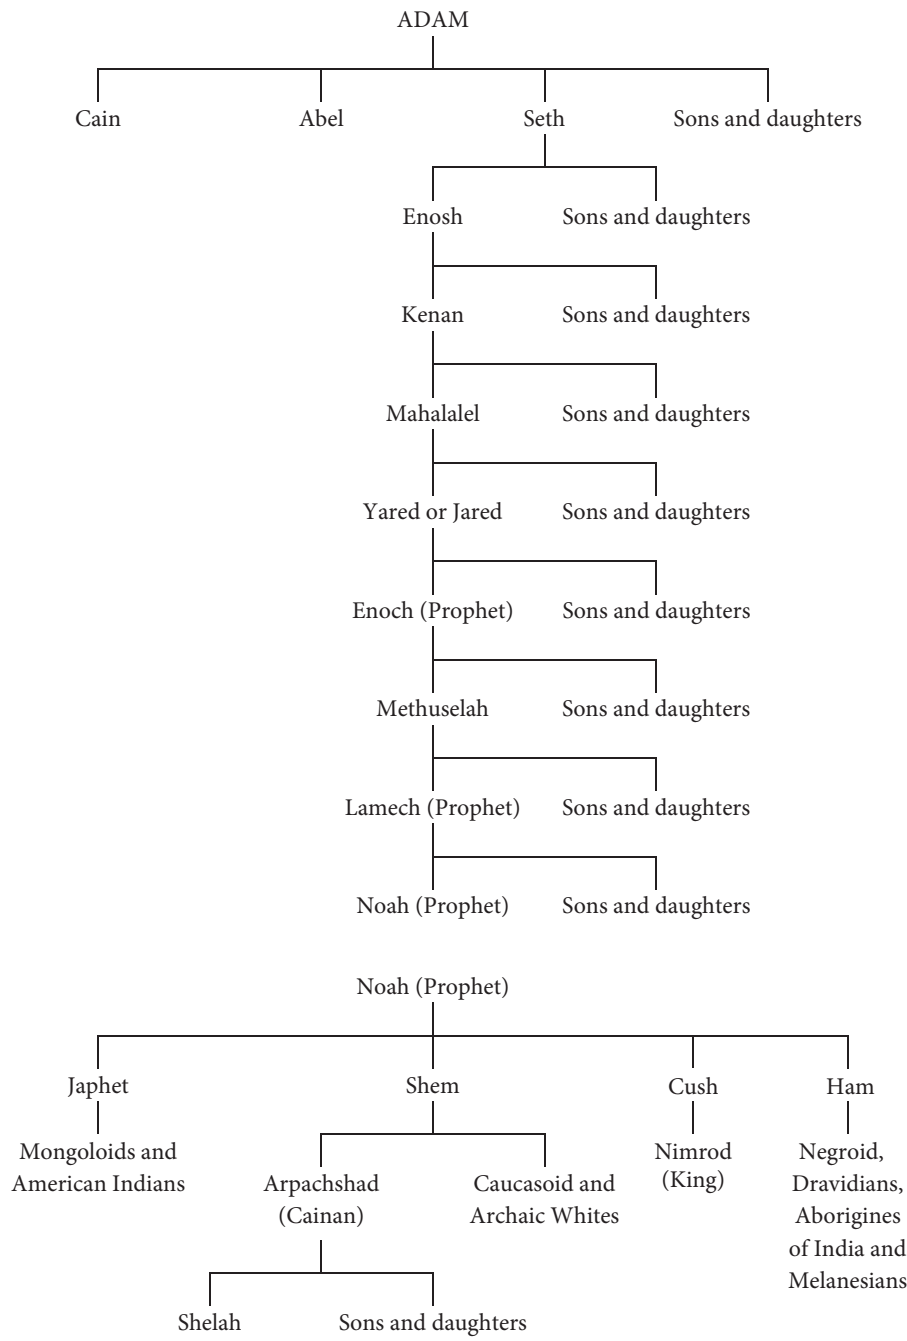 ADAM
Cain Abel Seth Sons and daughters
Enosh Sons and daughters
Kenan Sons and daughters
Mahalalel Sons and daughters
Yared or Jared Sons and daughters
Enoch (Prophet) Sons and daughters
Methuselah Sons and daughters
Lamech (Prophet) Sons and daughters
Noah (Prophet) Sons and daughters
Noah (Prophet)
Japhet Shem Cush Ham
Mongoloids and
American Indians
Arpachshad
(Cainan)
Caucasoid and
Archaic Whites
Nimrod
(King)
Negroid,
Dravidians,
Aborigines
of India and
Melanesians
Shelah Sons and daughters